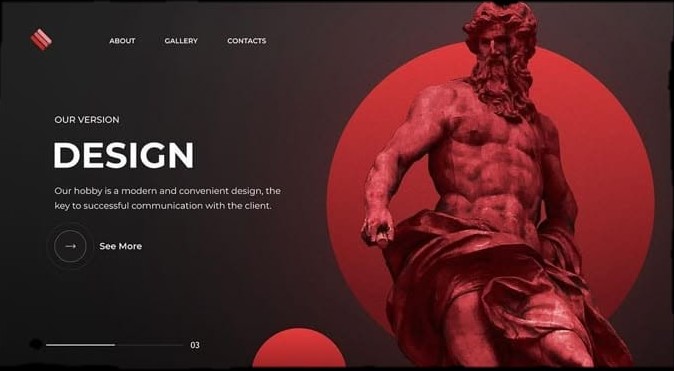 ABOUT GALLERY CONTACTS
OUR VERSION
DESIGN
Our hobby is a modern and convenient design, the
key to successful communication with the client.
See More
03